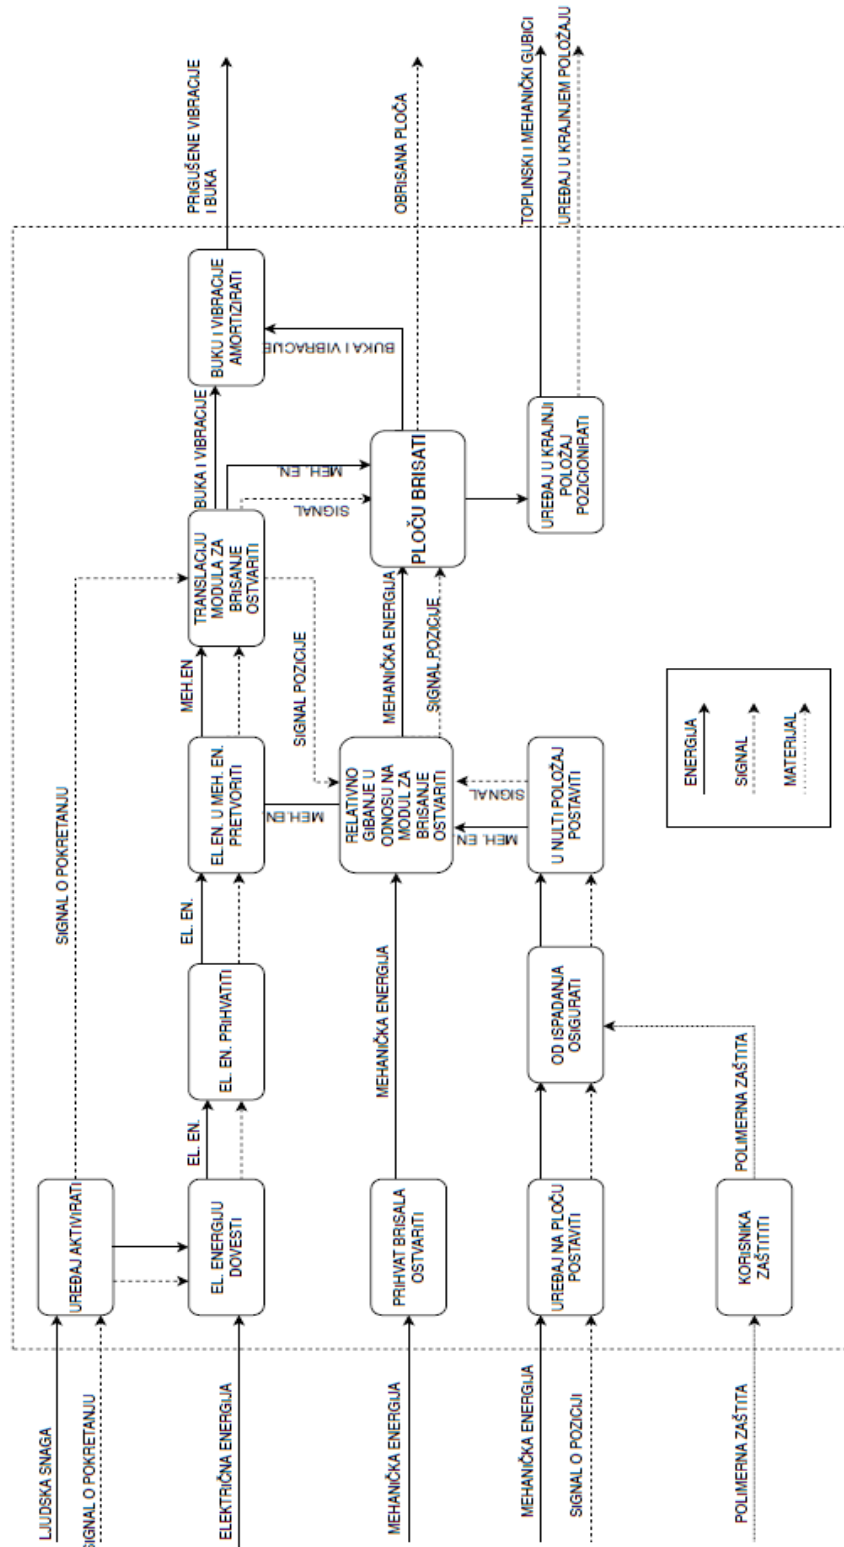 LJUDSKA SNAGA
SIGNAL O POKRETANJU
UREĐAJ AKTIVIRATI
SIGNAL O POKRETANJU
ELEKTRIČNA ENERGIJA
EL. ENERGIJU
DOVESTI
EL. EN.
EL. EN. PRIHVATITI
EL. EN.
EL.EN. U MEH. EN.
PRETVORITI
MEH.EN
TRANSLACIJU
MODULA ZA
BRISANJE
OSTVARITI
BUKA I VIBRACIJE
BUKU I VIBRACIJE
AMORTIZIRATI
PRIGUŠENE VIBRACIJE
I BUKA
MEH.EN.
SIGNAL POZICIJE
SIGNAL
MEH. EN.
BUKA I VIBRACIJE
MEHANIČKA ENERGIJA
PRIHVAT BRISALA
OSTVARITI
MEHANIČKA ENERGIJA
RELATIVNO
GIBANJE U
ODNOSU NA
MODUL ZA
BRISANJE
OSTVARITI
MEHANIČKA ENERGIJA
SIGNAL POZICIJE
PLOČU BRISATI
OBRISANA PLOČA
MEH. EN.
SIGNAL
MEHANIČKA ENERGIJA
SIGNAL O POZICIJI
UREĐAJ NA PLOČU
POSTAVITI
OD ISPADANJA
OSIGURATI
U NULTI POLOŽAJ
POSTAVITI
UREĐAJ U KRAJNJI
POLOŽAJ
POZICIONIRATI
TOPLINSKI I MEHANIČKI GUBICI
UREĐAJ U KRAJNJEM POLOŽAJU
POLIMERNA ZAŠTITA
KORISNIKA
ZAŠTITITI
POLIMERNA ZAŠTITA
ENERGIJA
SIGNAL
MATERIJAL